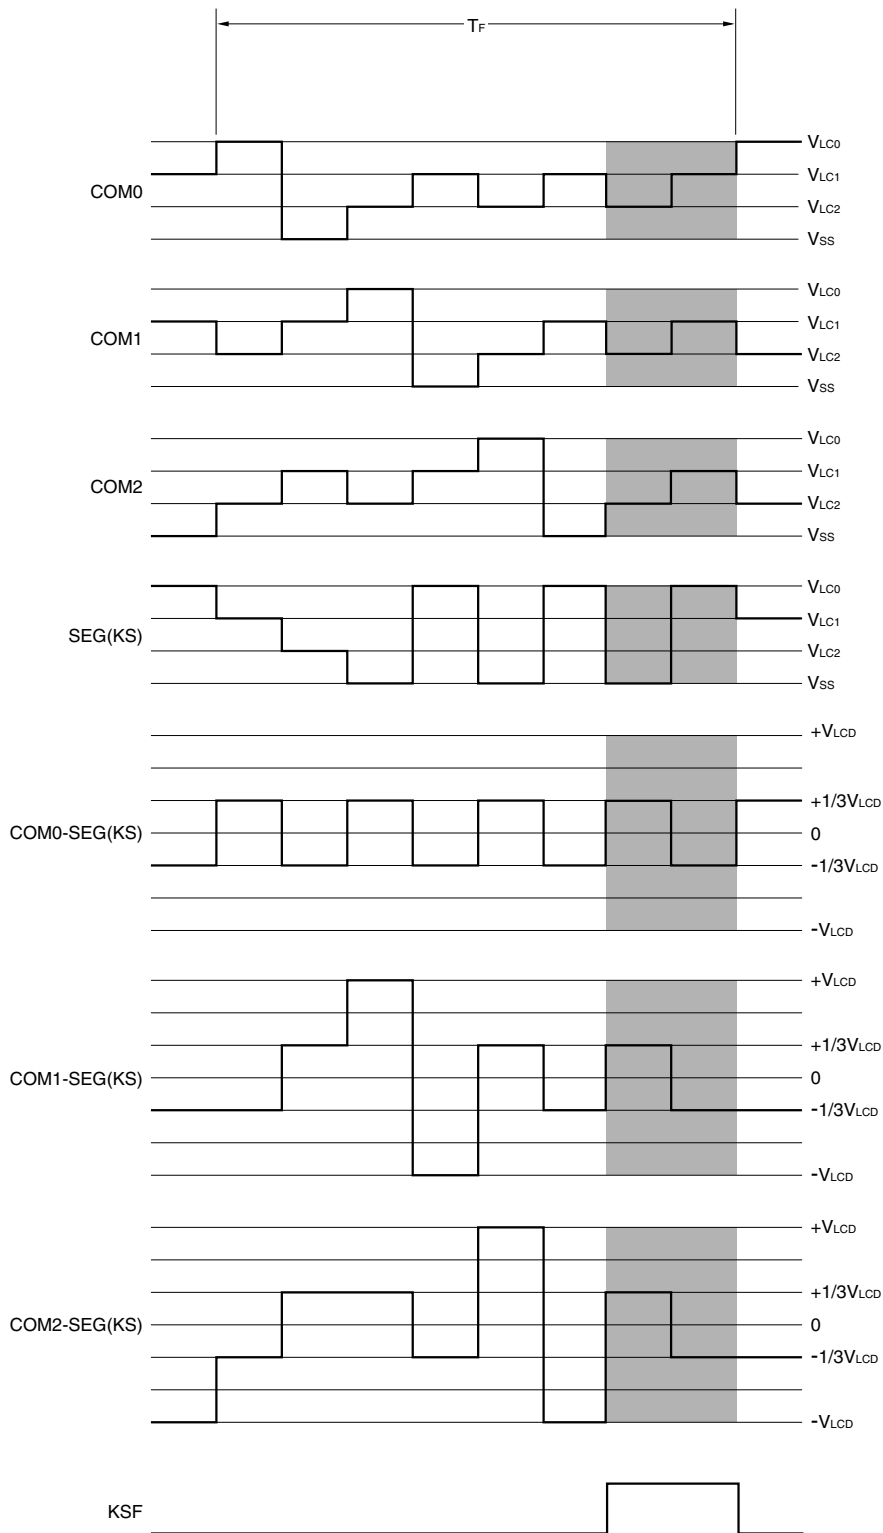 TF
COM0
VLC0
VLC1
VLC2
VSS
COM1
VLC0
VLC1
VLC2
VSS
COM2
VLC0
VLC1
VLC2
VSS
SEG(KS)
VLC0
VLC1
VLC2
VSS
COM0-SEG(KS)
+VLCD
+1/3VLCD
0
-1/3VLCD
-VLCD
COM1-SEG(KS)
+VLCD
+1/3VLCD
0
-1/3VLCD
-VLCD
COM2-SEG(KS)
+VLCD
+1/3VLCD
0
-1/3VLCD
-VLCD
KSF